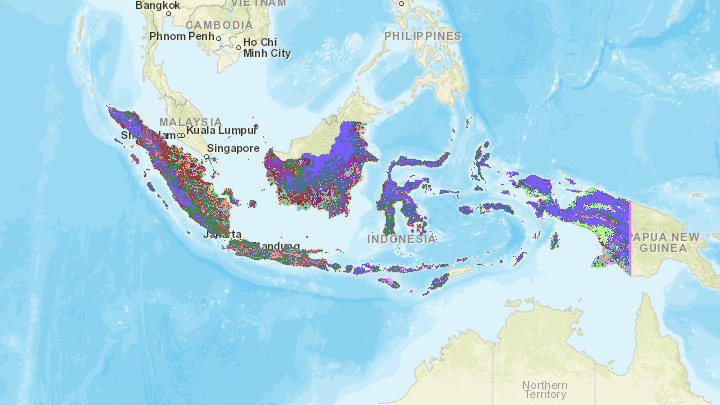 VIETNAM
Bangkok
CAMBODIA
Phnom Penh
Ho Chi
Minh City
PHILIPPINES
MALAYSIA
Kuala Lumpur
Singapore
Jakarta
Bandung
INDONESIA
PAPUA NEW
GUINEA
Northern
Territory